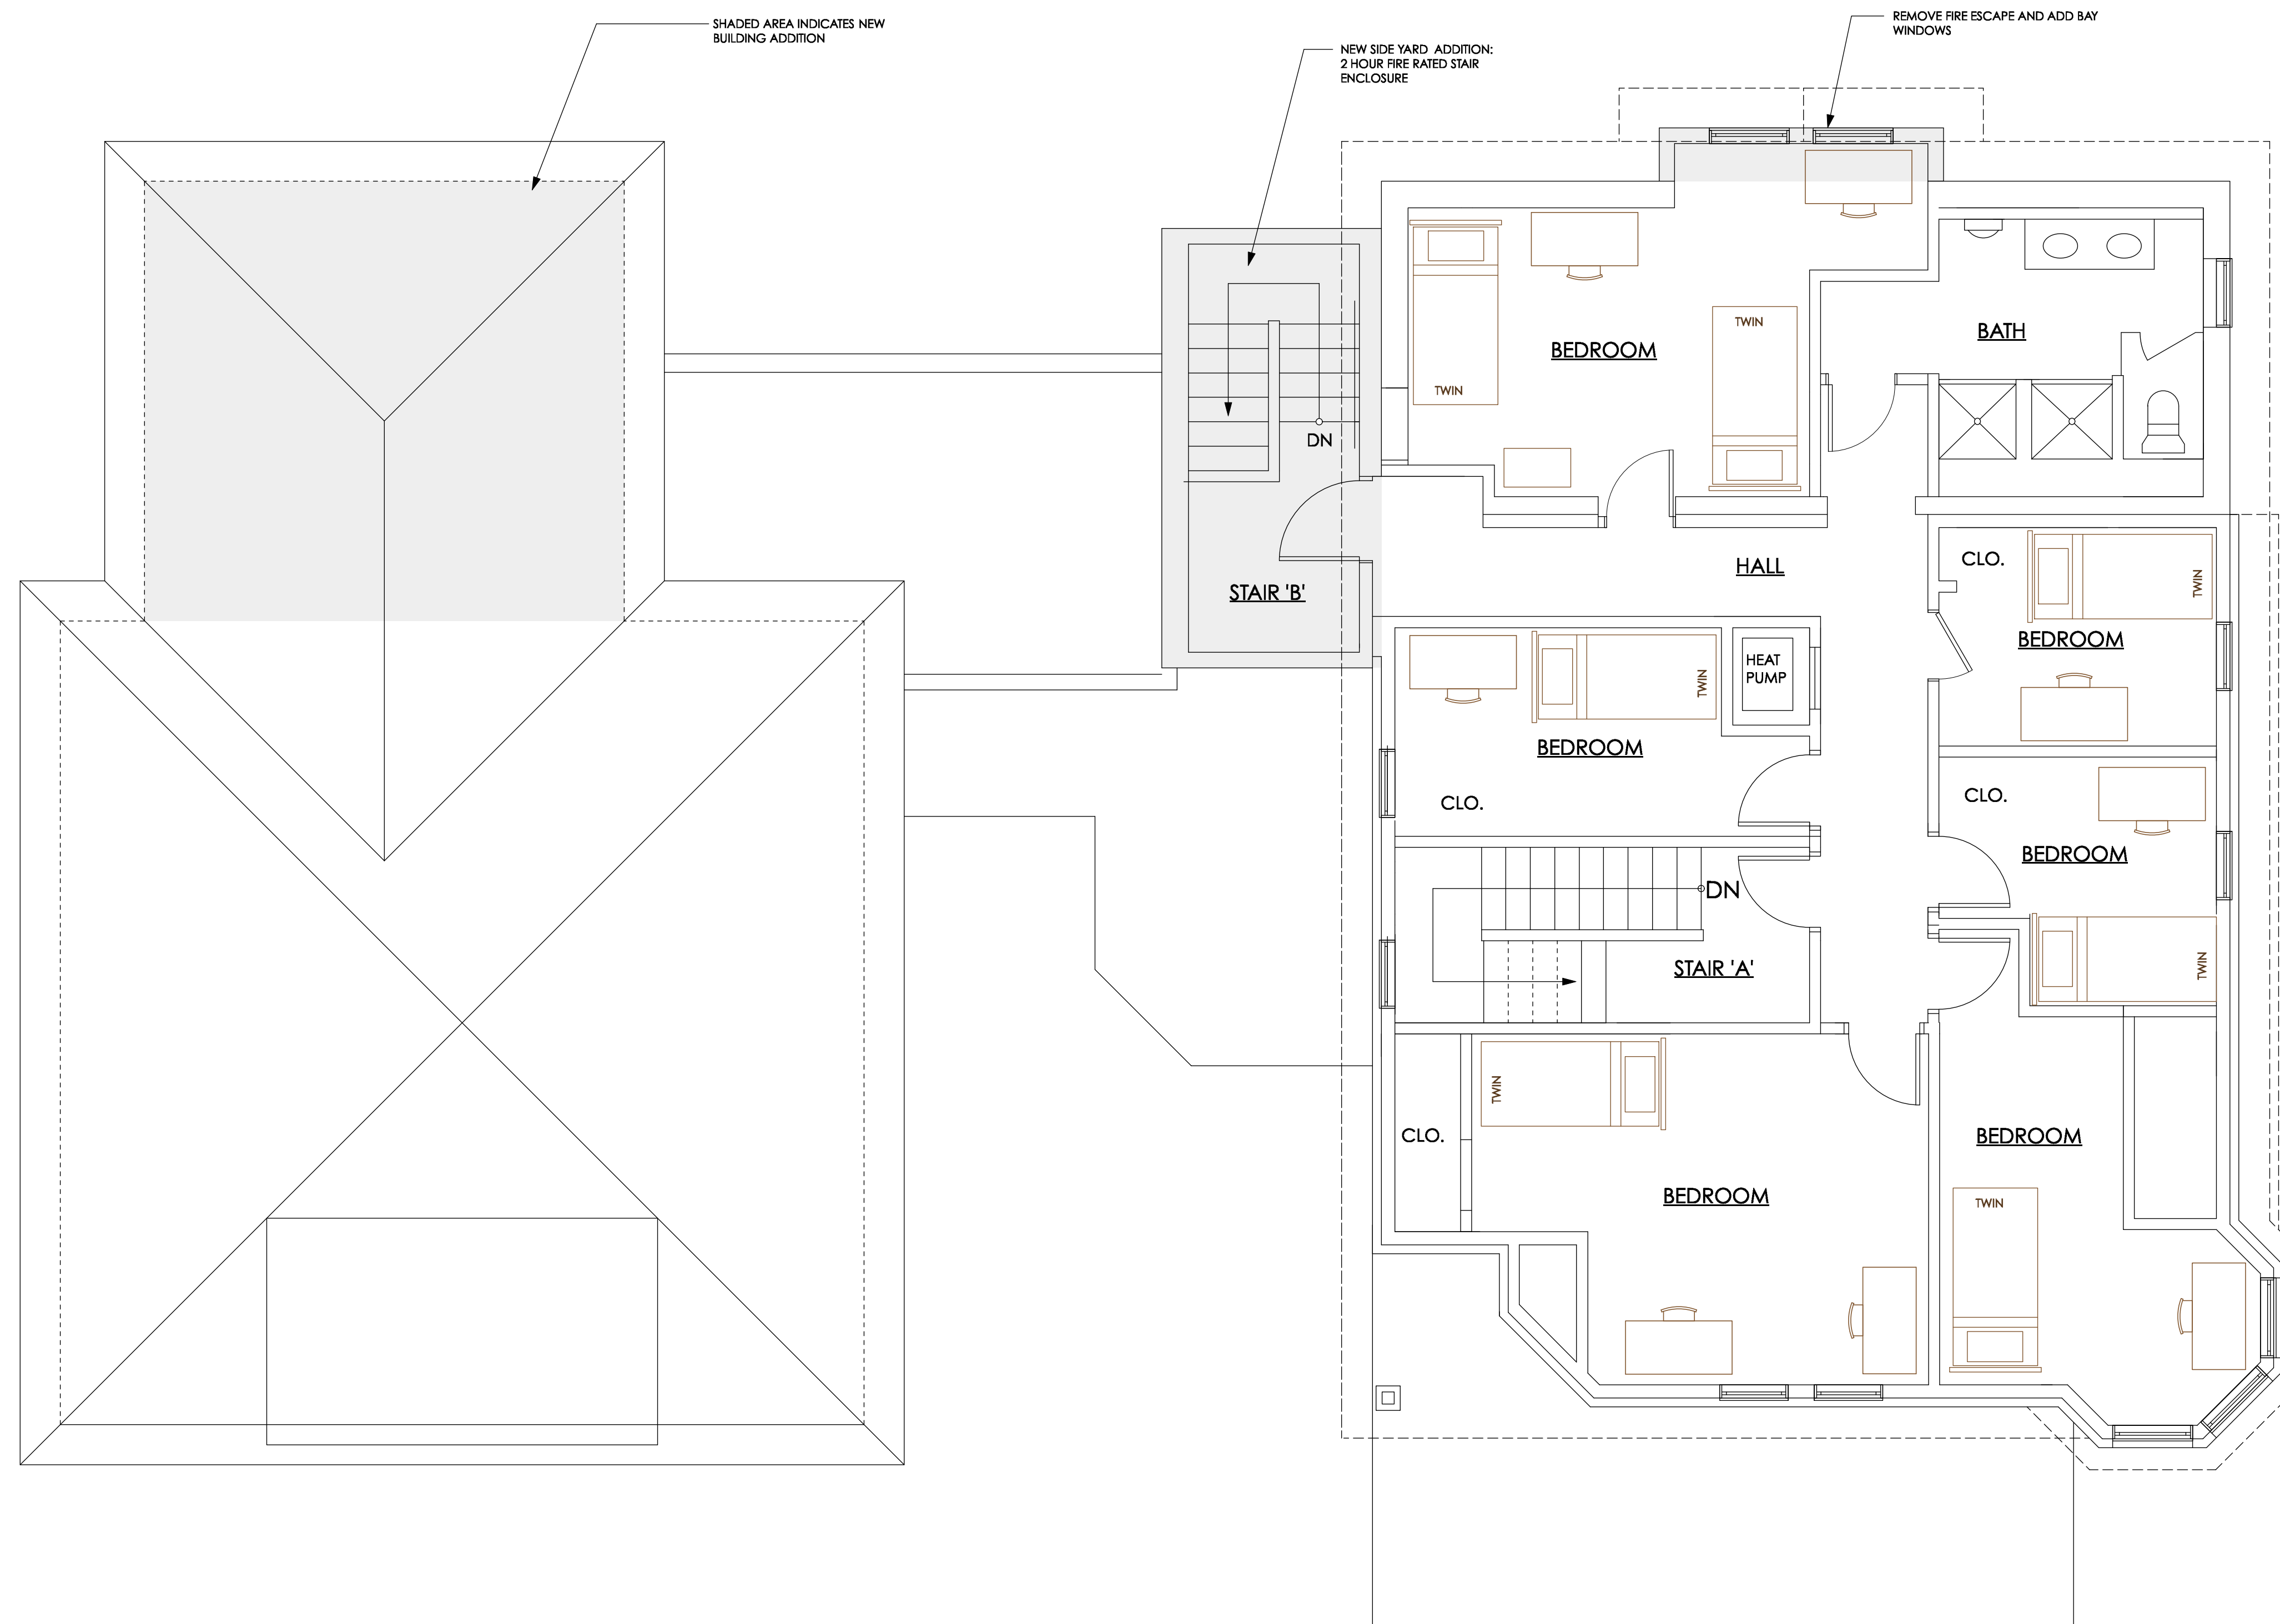 SHADED AREA INDICATES NEW
BUILDING ADDITION
NEW SIDE YARD ADDITION:
2 HOUR FIRE RATED STAIR
ENCLOSURE
REMOVE FIRE ESCAPE AND ADD BAY
WINDOWS
TWIN
BATH
BEDROOM
TWIN
DN
HALL
CLO.
TWIN
STAIR 'B'
BEDROOM
HEAT
PUMP
TWIN
BEDROOM
CLO.
CLO.
BEDROOM
DN
STAIR 'A'
TWIN
TWIN
CLO.
BEDROOM
BEDROOM
TWIN